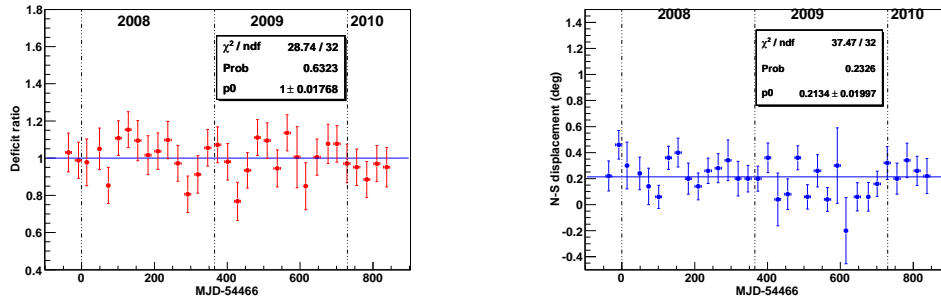 2008 2009 2010
χ² / ndf 28.74 / 32
Prob 0.6323
p0 1 ± 0.01768
Deficit ratio
1.8
1.6
1.4
1.2
1
0.8
0.6
0.4
0 200 400 600 800
MJD-54466
2008 2009 2010
χ² / ndf 37.47 / 32
Prob 0.2326
p0 0.2134 ± 0.01997
N-S displacement (deg)
1.4
1.2
1
0.8
0.6
0.4
0.2
0
-0.2
-0.4
0 200 400 600 800
MJD-54466